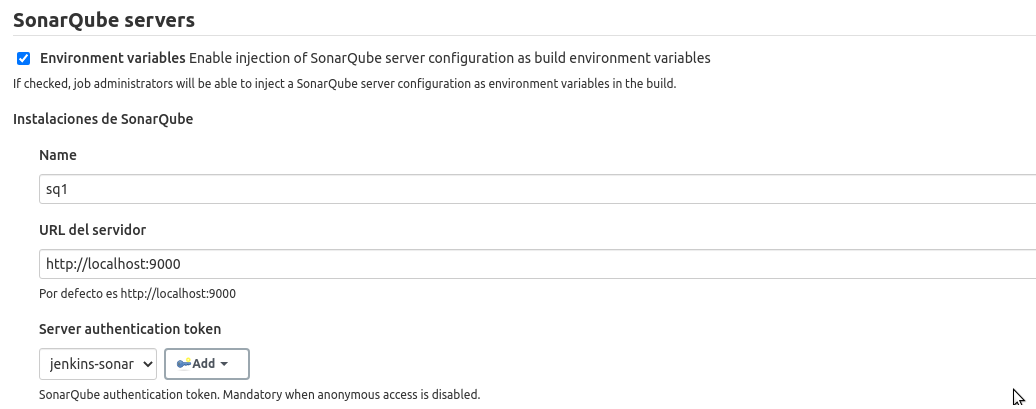 SonarQube servers
Environment variables Enable injection of SonarQube server configuration as build environment variables
If checked, job administrators will be able to inject a SonarQube server configuration as environment variables in the build.
Instalaciones de SonarQube
Name
sq1
URL del servidor
http://localhost:9000
Por defecto es http://localhost:9000
Server authentication token
jenkins-sonar Add
SonarQube authentication token. Mandatory when anonymous access is disabled.